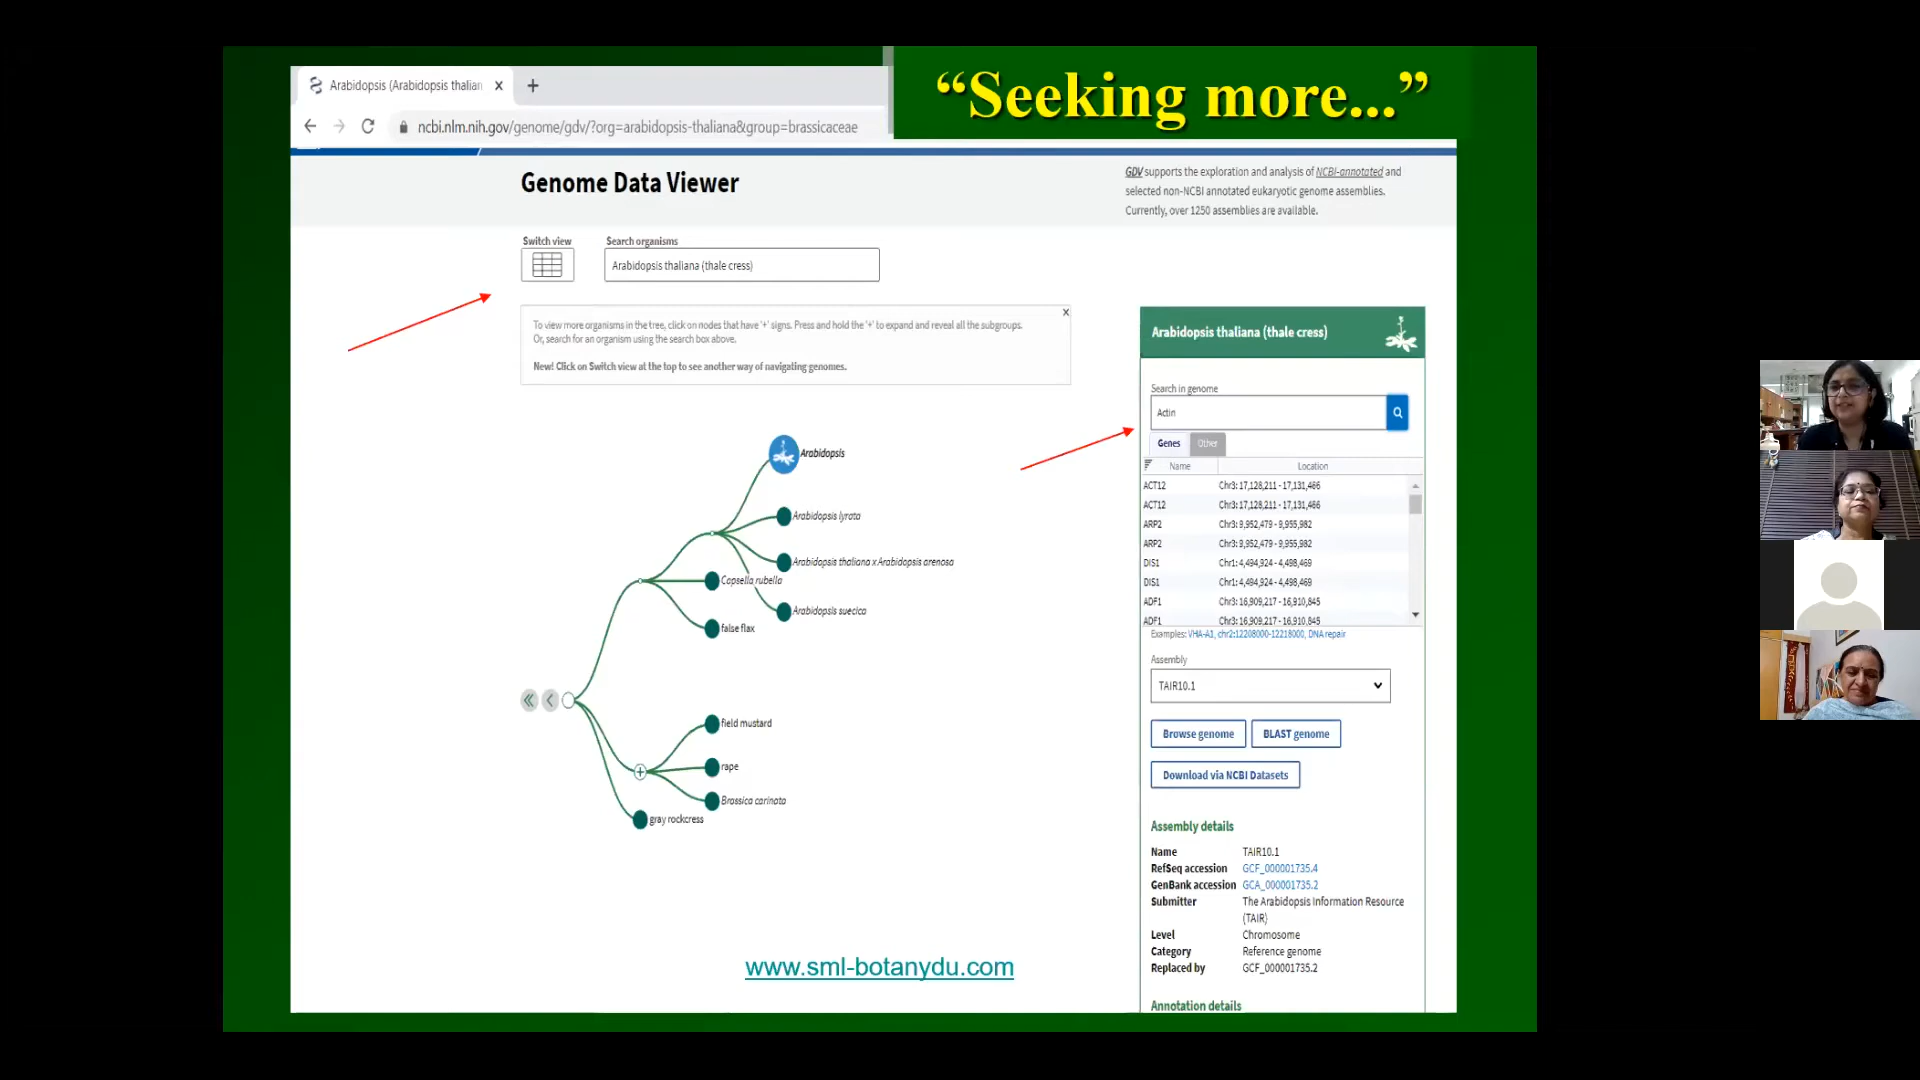 “Seeking more...”
Arabidopsis (Arabidopsis thalian
ncbi.nlm.nih.gov/genome/gdv/?org=arabidopsis-thaliana&group=brassicaceae
Genome Data Viewer
GDV supports the exploration and analysis of NCBI-annotated and
selected non-NCBI annotated eukaryotic genome assemblies.
Currently, over 1250 assemblies are available.
Switch view
Search organisms
Arabidopsis thaliana (thale cress)
To view more organisms in the tree, click on nodes that have '+' signs. Press and hold the '+' to expand and reveal all the subgroups.
Or, search for an organism using the search box above.
New! Click on Switch view at the top to see another way of navigating genomes.
Arabidopsis
Arabidopsis lyrata
Arabidopsis thaliana x Arabidopsis arenosa
Capsella rubella
Arabidopsis suecica
false flax
field mustard
rape
Brassica carinata
gray rockcress
www.sml-botanydu.com
Arabidopsis thaliana (thale cress)
Search in genome
Actin
Genes Other
Name Location
ACT12 Chr3: 17,128,211 - 17,131,466
ACT12 Chr3: 17,128,211 - 17,131,466
ARP2 Chr3: 9,952,479 - 9,955,982
ARP2 Chr3: 9,952,479 - 9,955,982
DIS1 Chr1: 4,494,924 - 4,498,469
DIS1 Chr1: 4,494,924 - 4,498,469
ADF1 Chr3: 16,909,217 - 16,910,845
ADF1 Chr3: 16,909,217 - 16,910,845
Examples: VHA-A1, chr2:12208000-12218000, DNA repair
Assembly
TAIR10.1
Browse genome BLAST genome
Download via NCBI Datasets
Assembly details
Name TAIR10.1
RefSeq accession GCF_000001735.4
GenBank accession GCA_000001735.2
Submitter The Arabidopsis Information Resource
(TAIR)
Level Chromosome
Category Reference genome
Replaced by GCF_000001735.2
Annotation details